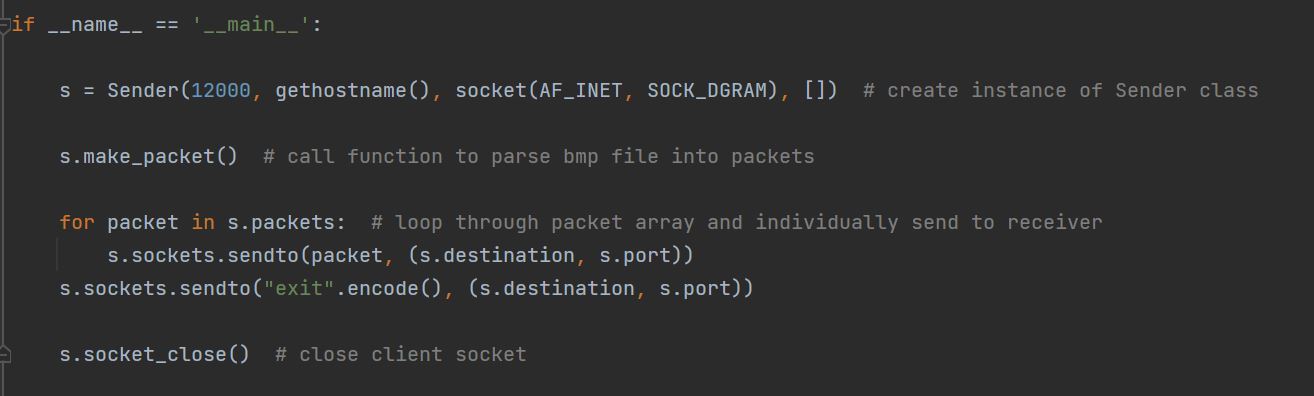 if __name__ == '__main__':
s = Sender(12000, gethostname(), socket(AF_INET, SOCK_DGRAM), [])  # create instance of Sender class
s.make_packet()  # call function to parse bmp file into packets
for packet in s.packets:  # loop through packet array and individually send to receiver
s.sockets.sendto(packet, (s.destination, s.port))
s.sockets.sendto("exit".encode(), (s.destination, s.port))
s.socket_close()  # close client socket